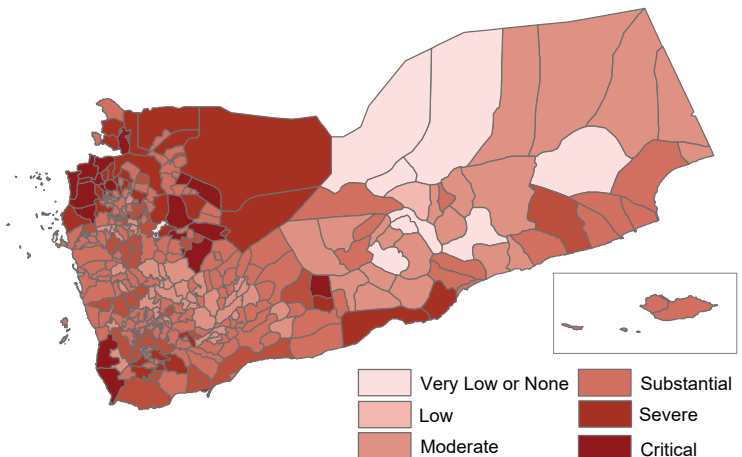 Very Low or None
Low
Moderate
Substantial
Severe
Critical